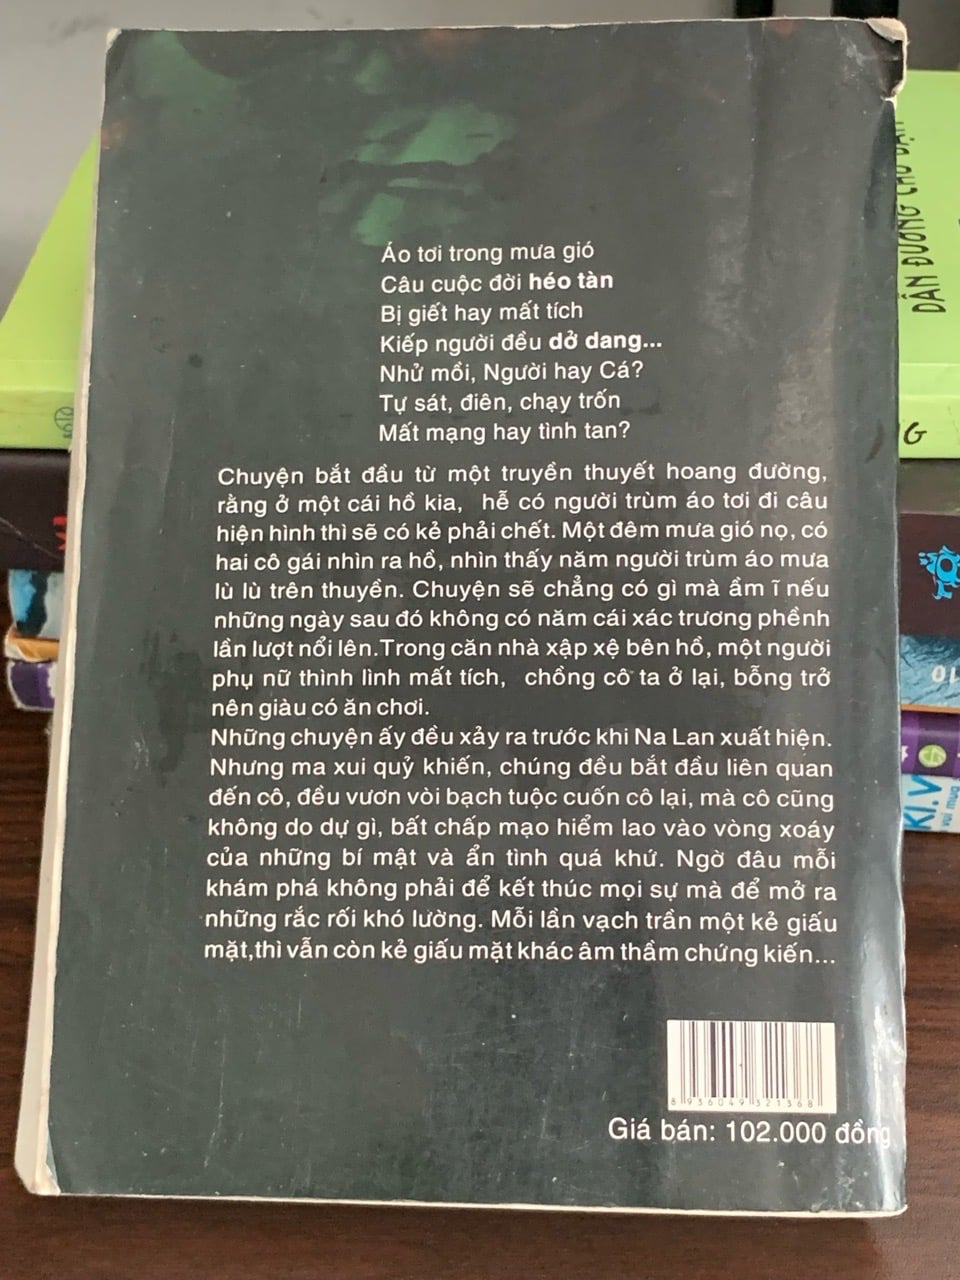 Áo tơi trong mưa gió
Câu cuộc đời héo tàn
Bị giết hay mất tích
Kiếp người đều dở dang...
Nhử mồi, Người hay Cá?
Tự sát, điên, chạy trốn
Mất mạng hay tình tan?
Chuyện bắt đầu từ một truyền thuyết hoang đường,
rằng ở một cái hồ kia, hễ có người trùm áo tơi đi câu
hiện hình thì sẽ có kẻ phải chết. Một đêm mưa gió nọ, có
hai cô gái nhìn ra hồ, nhìn thấy năm người trùm áo mưa
lù lù trên thuyền. Chuyện sẽ chẳng có gì mà ầm ĩ nếu
những ngày sau đó không có năm cái xác trương phềnh
lần lượt nổi lên.Trong căn nhà xập xệ bên hồ, một người
phụ nữ thình lình mất tích, chồng cô ta ở lại, bỗng trở
nên giàu có ăn chơi.
Những chuyện ấy đều xảy ra trước khi Na Lan xuất hiện.
Nhưng ma xui quỷ khiến, chúng đều bắt đầu liên quan
đến cô, đều vươn vòi bạch tuộc cuốn cô lại, mà cô cũng
không do dự gì, bất chấp mạo hiểm lao vào vòng xoáy
của những bí mật và ẩn tình quá khứ. Ngờ đâu mỗi
khám phá không phải để kết thúc mọi sự mà để mở ra
những rắc rối khó lường. Mỗi lần vạch trần một kẻ giấu
mặt,thì vẫn còn kẻ giấu mặt khác âm thầm chứng kiến...
8936049321368
Giá bán: 102.000 đồng
DẪN ĐƯỜNG CHO BẠN
G
10
KI.V
vui mug